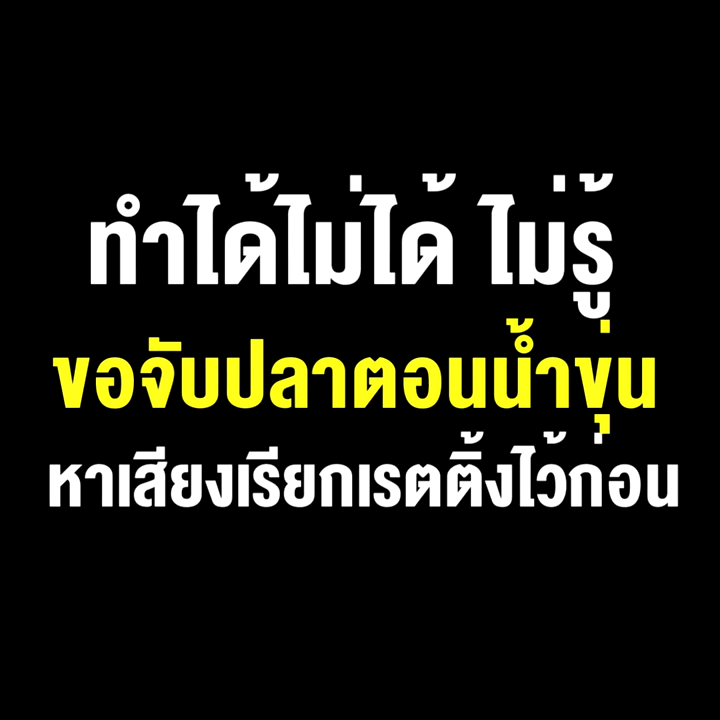 ทำได้ไม่ได้ ไม่รู้
ขอจับปลาตอนน้ำขุ่น
หาเสียงเรียกเรตติ้งไว้ก่อน